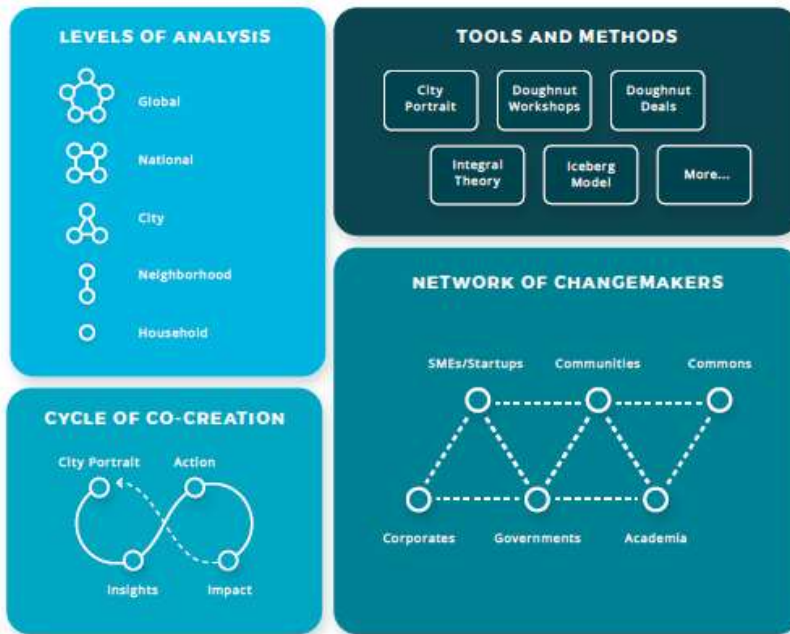 LEVELS OF ANALYSIS
Global
National
City
Neighborhood
Household
TOOLS AND METHODS
City
Portrait
Doughnut
Workshops
Doughnut
Deals
Integral
Theory
Iceberg
Model
More...
CYCLE OF CO-CREATION
City Portrait
Action
Insights
Impact
NETWORK OF CHANGEMAKERS
SMEs/Startups
Communities
Commons
Corporates
Governments
Academia